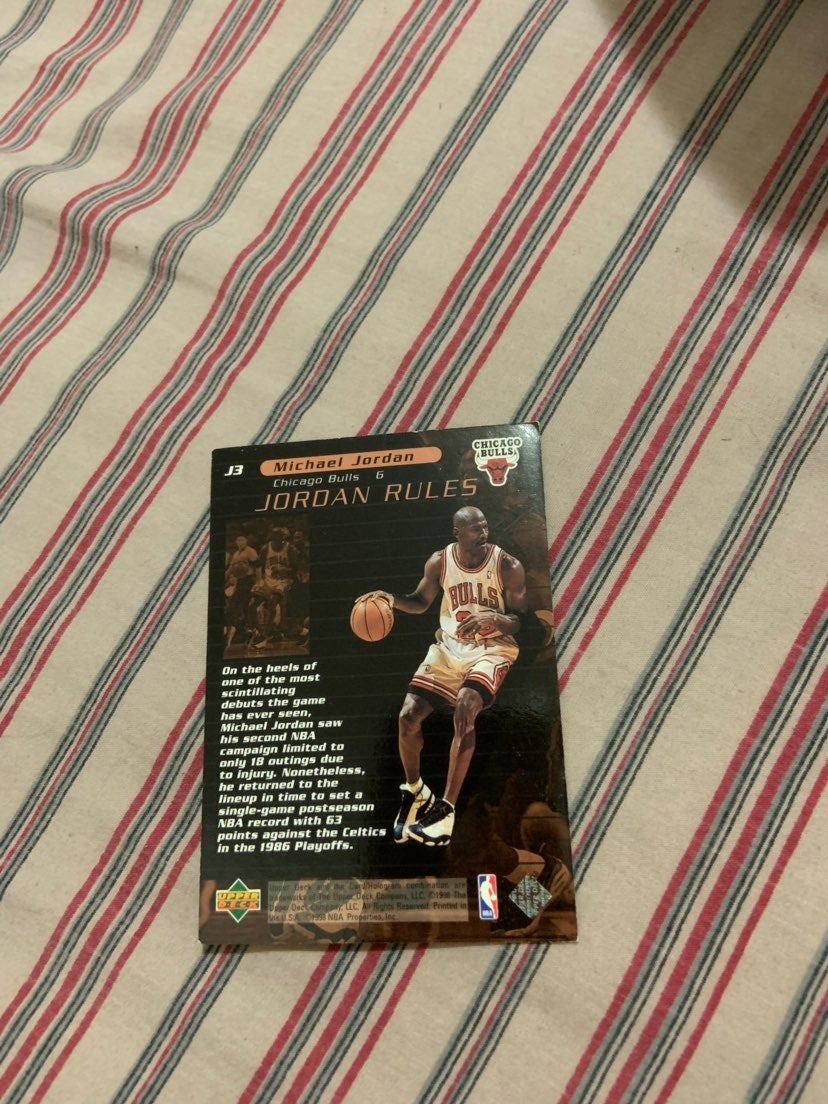 J3
Michael Jordan
Chicago Bulls G
JORDAN RULES
CHICAGO
BULLS
BULLS
On the heels of
one of the most
scintillating
debuts the game
has ever seen,
Michael Jordan saw
his second NBA
campaign limited to
only 18 outings due
to injury. Nonetheless,
he returned to the
lineup in time to set a
single-game postseason
NBA record with 63
points against the Celtics
in the 1986 Playoffs.
UPPER
DECK
Upper Deck and the Card/Hologram combination are
trademarks of The Upper Deck Company, LLC. ©1998 The
Upper Deck Company, LLC. All Rights Reserved. Printed in
the U.S.A. ©1998 NBA Properties, Inc.
NBA